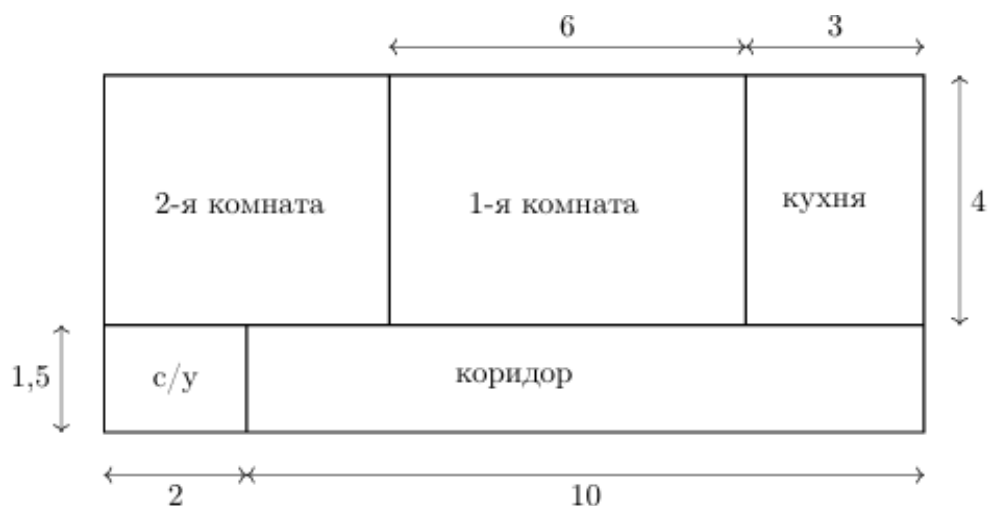 6
3
2-я комната
1-я комната
кухня
4
1,5
с/у
коридор
2
10